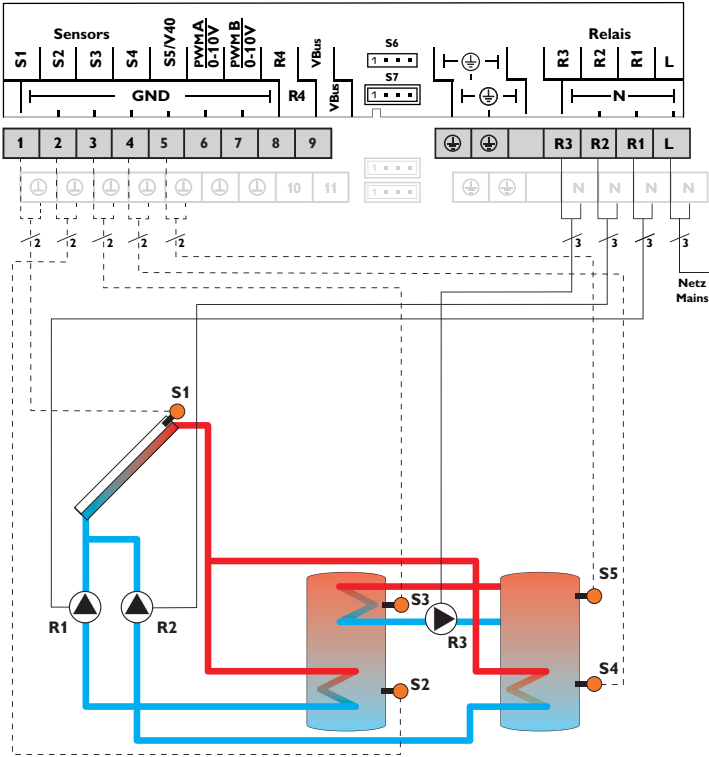 Sensors
S1 S2 S3 S4 S5/V40 PWM A 0-10V PWM B 0-10V R4 VBus
GND R4 VBus
S6
1
S7
1
Relais
R3 R2 R1 L
N
1 2 3 4 5 6 7 8 9
R3 R2 R1 L
10 11
1
1
N N N N
2 2 2 2 2
3 3 3 3
Netz
Mains
S1
S5
S3
R1 R2
R3
S4
S2